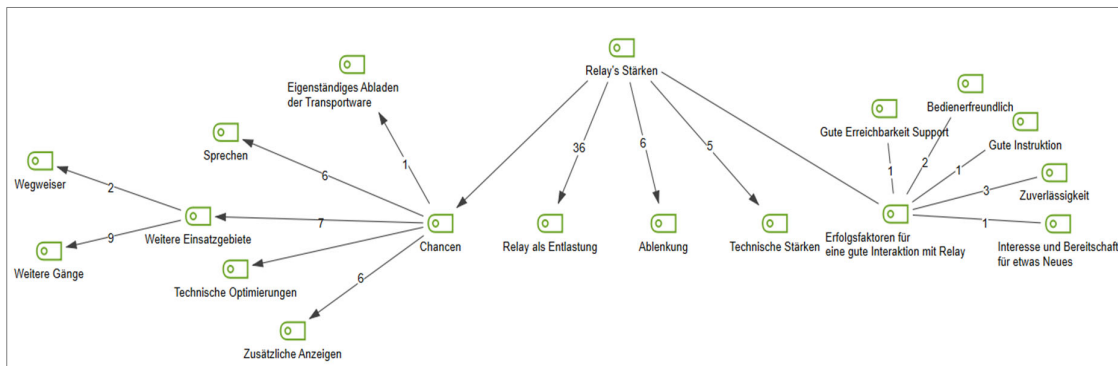 Relay's Stärken
Eigenständiges Abladen
der Transportware
Bedienerfreundlich
Gute Erreichbarkeit Support
Gute Instruktion
Sprechen
36
6
5
1
2
1
Wegweiser
6
1
3
Zuverlässigkeit
2
7
1
9
Weitere Einsatzgebiete
Chancen
Relay als Entlastung
Ablenkung
Technische Stärken
Erfolgsfaktoren für
eine gute Interaktion mit Relay
Interesse und Bereitschaft
für etwas Neues
Weitere Gänge
Technische Optimierungen
6
Zusätzliche Anzeigen